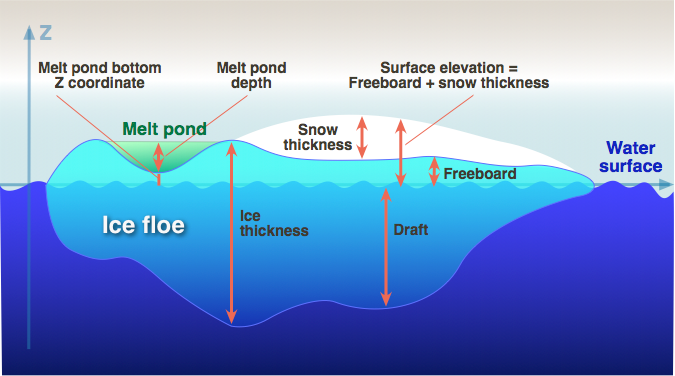 Z
Melt pond bottom
Z coordinate
Melt pond
depth
Surface elevation =
Freeboard + snow thickness
Melt pond
Snow
thickness
Water
surface
Freeboard
Ice floe
Ice
thickness
Draft